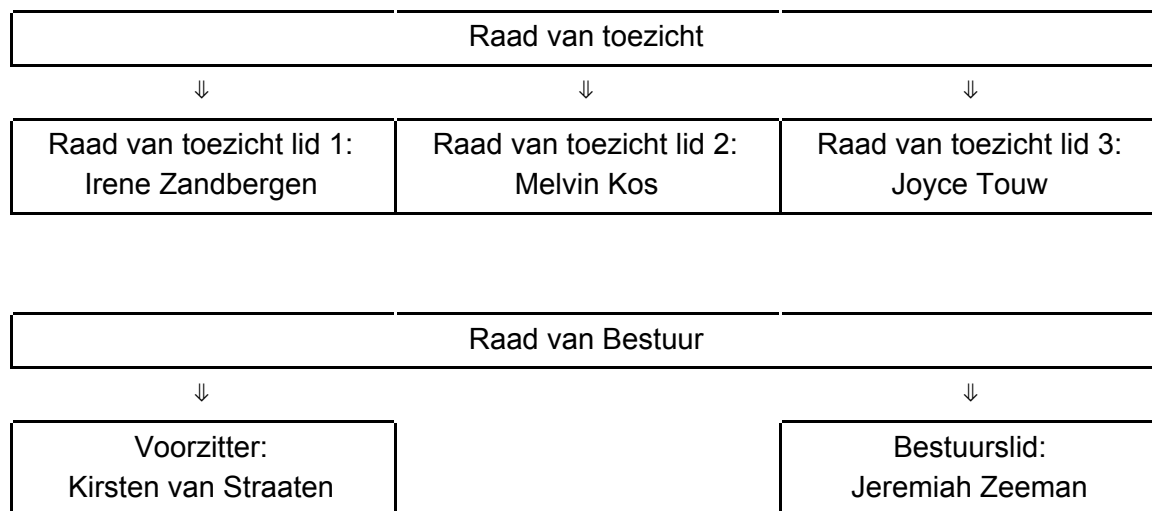 Raad van toezicht
⇓ ⇓ ⇓
Raad van toezicht lid 1: Raad van toezicht lid 2: Raad van toezicht lid 3:
Irene Zandbergen Melvin Kos Joyce Touw
Raad van Bestuur
⇓ ⇓
Voorzitter: Bestuurslid:
Kirsten van Straaten Jeremiah Zeeman